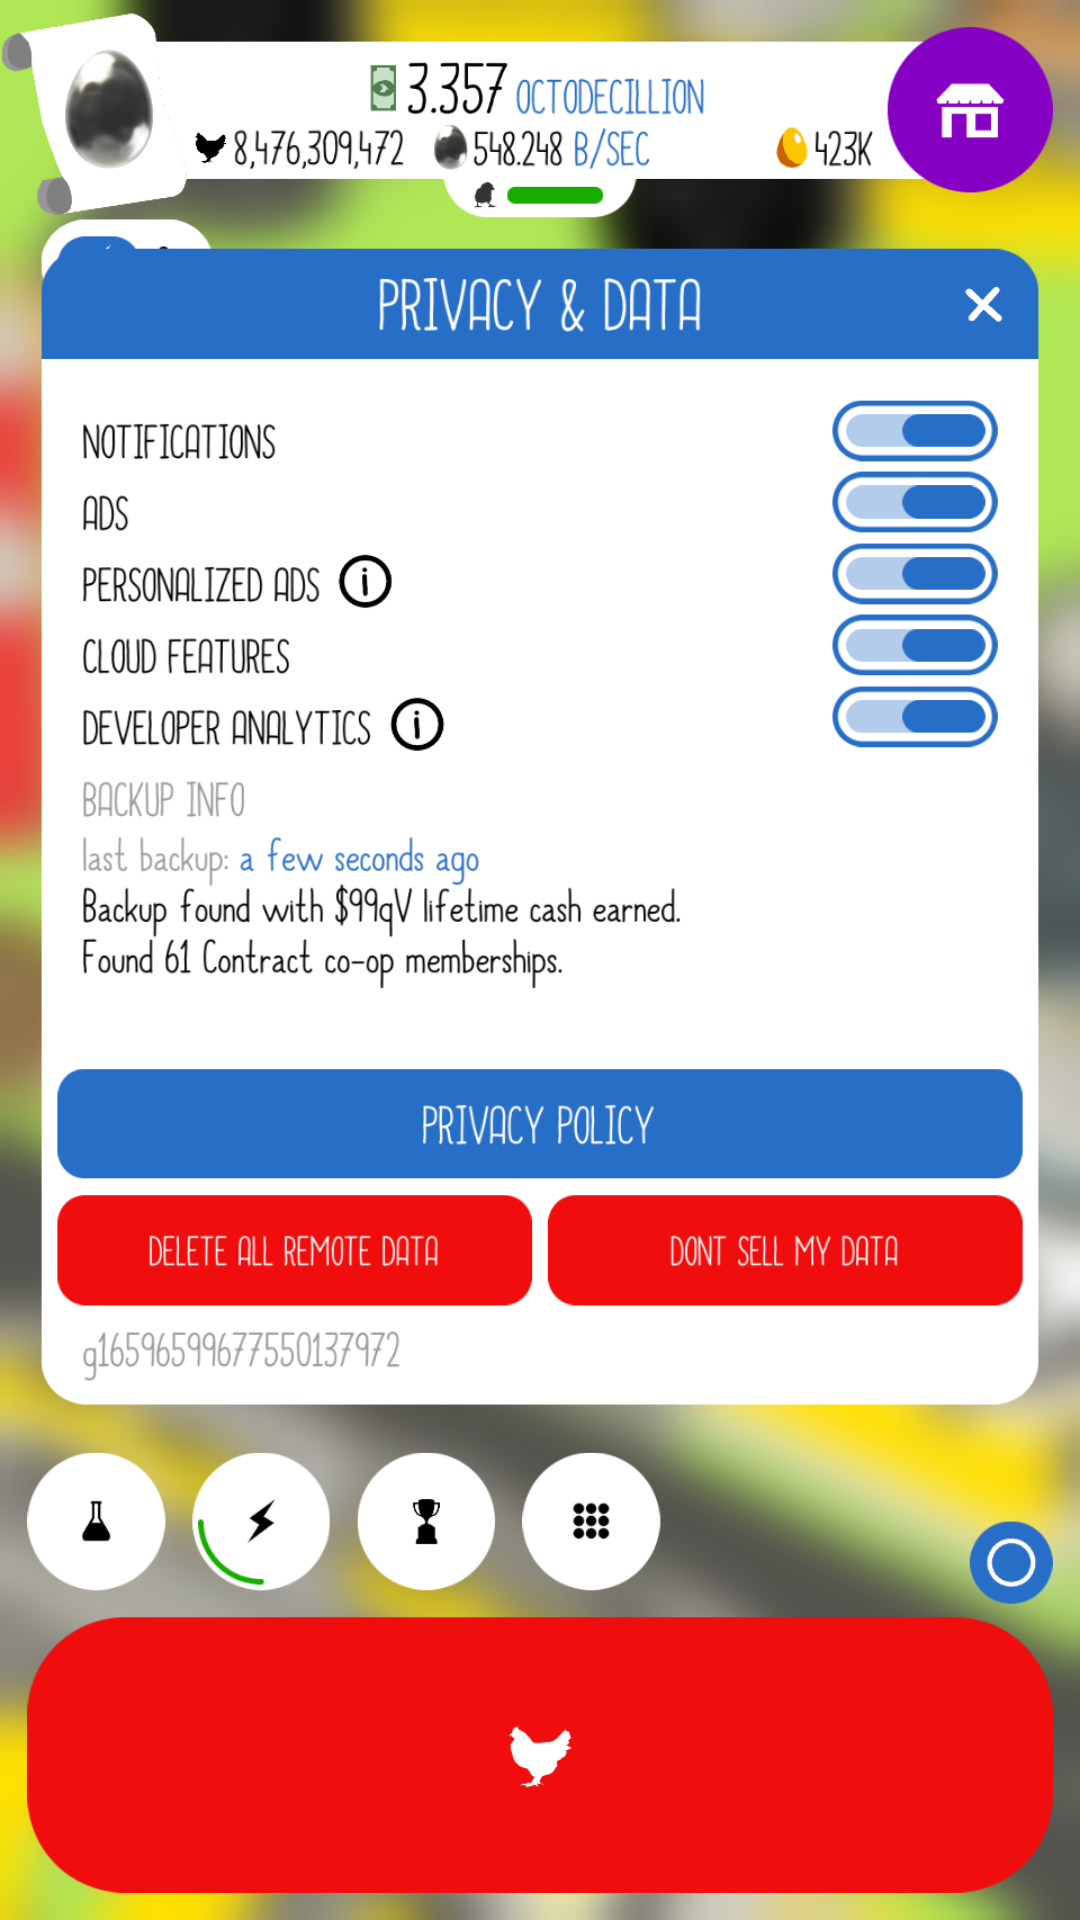 3.357 OCTODECILLION
8,476,309,472 548.248 B/SEC 423K
PRIVACY & DATA
NOTIFICATIONS
ADS
PERSONALIZED ADS
CLOUD FEATURES
DEVELOPER ANALYTICS
BACKUP INFO
last backup: a few seconds ago
Backup found with $99qV lifetime cash earned.
Found 61 Contract co-op memberships.
PRIVACY POLICY
DELETE ALL REMOTE DATA DONT SELL MY DATA
g16596599677550137972